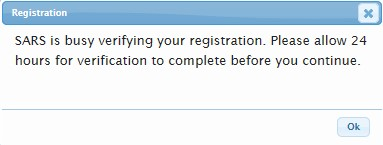 Registration
SARS is busy verifying your registration. Please allow 24
hours for verification to complete before you continue.
Ok